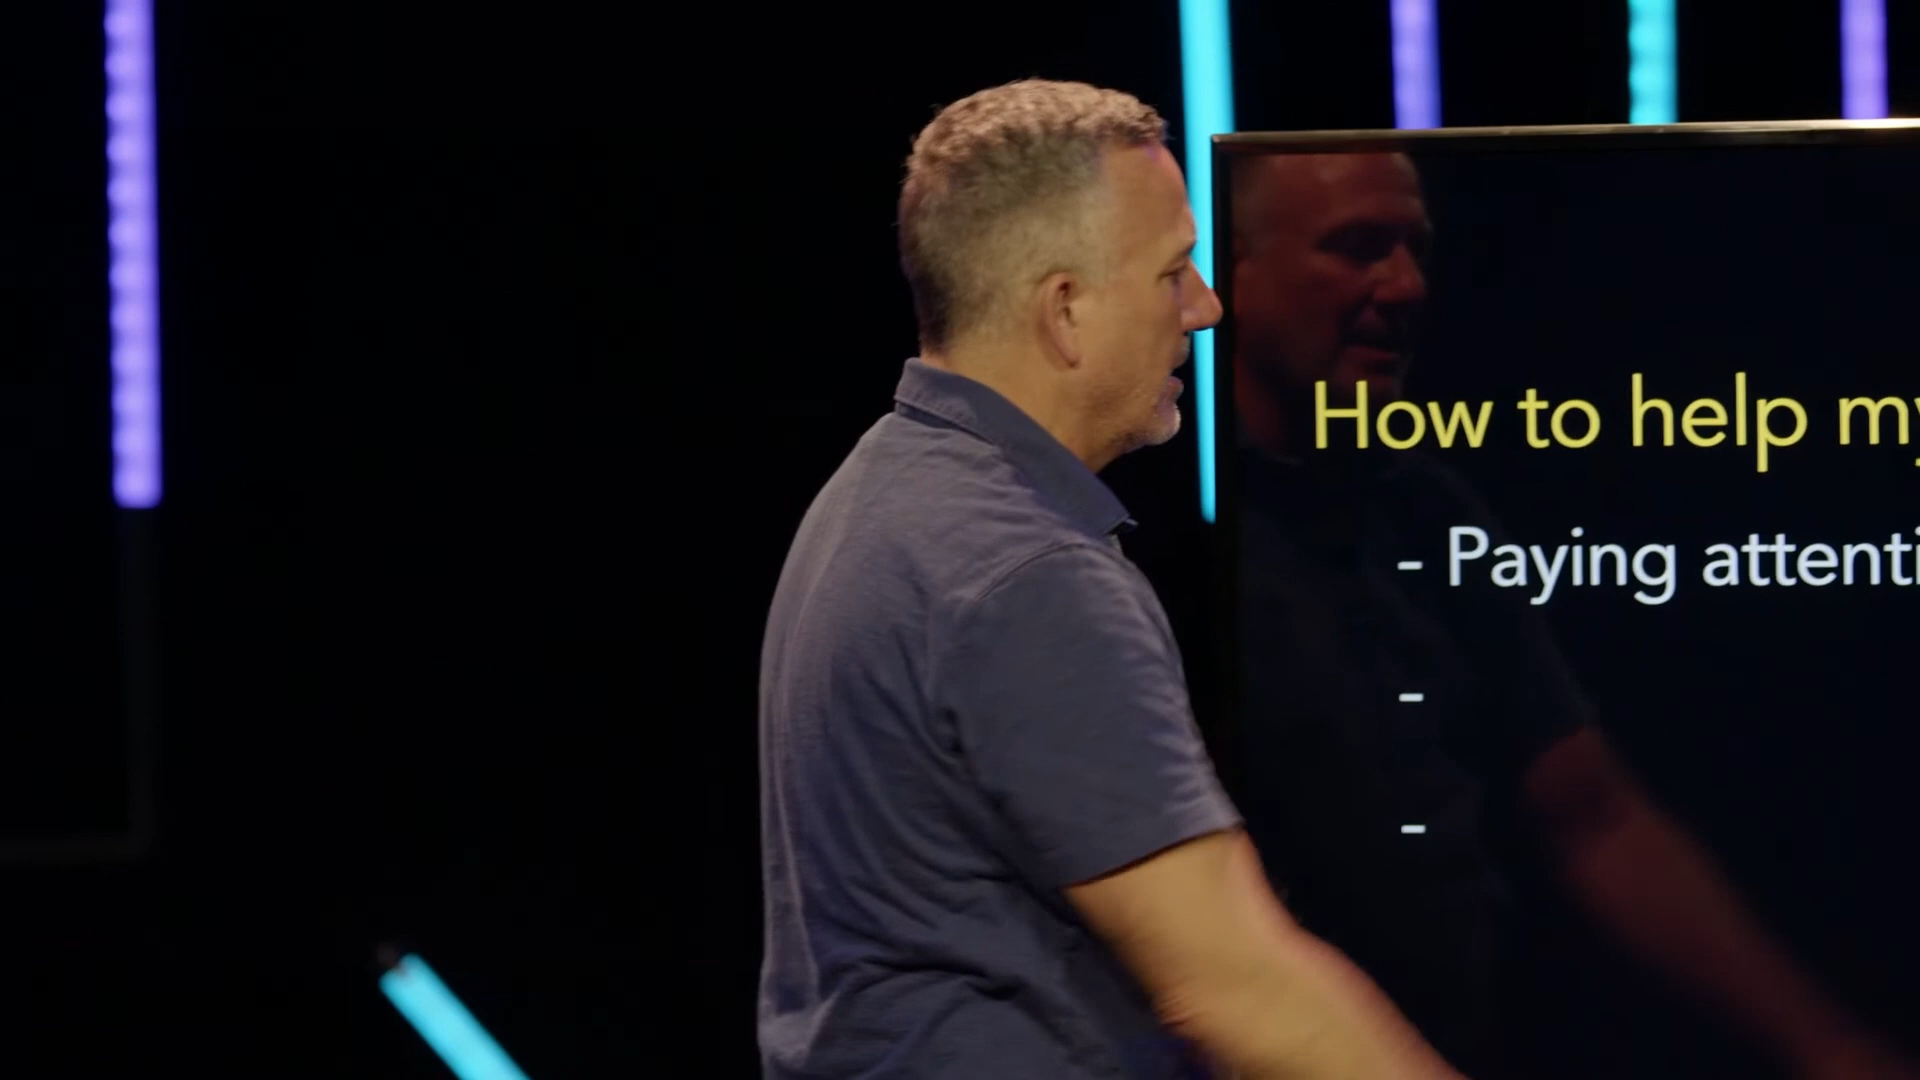 How to help my
- Paying attenti
-
-